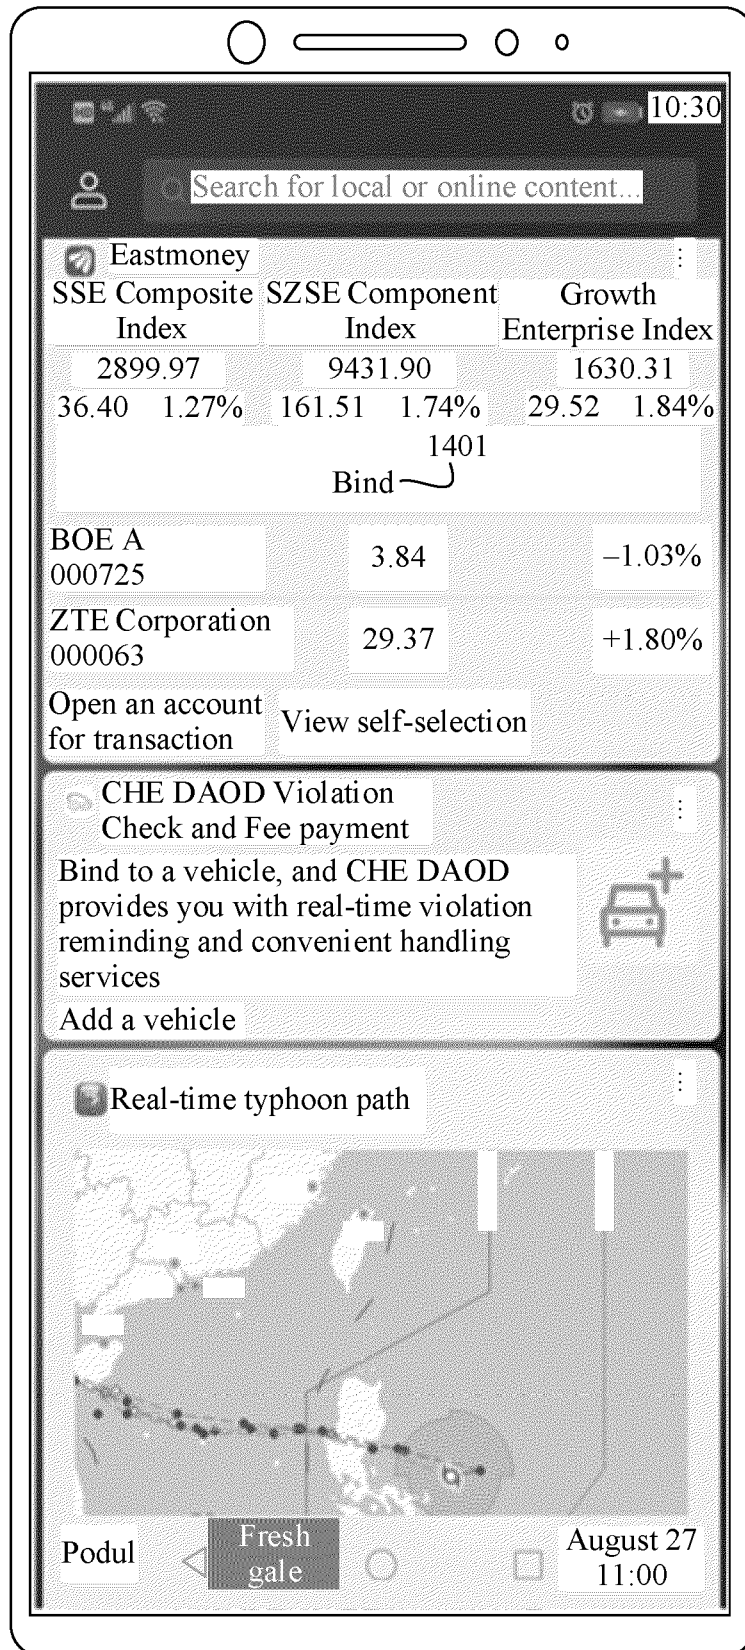 10:30
Search for local or online content...
Eastmoney
SSE Composite Index
SZSE Component Index
Growth Enterprise Index
2899.97 9431.90 1630.31
36.40 1.27% 161.51 1.74% 29.52 1.84%
1401
Bind
BOE A
000725
3.84
–1.03%
ZTE Corporation
000063
29.37
+1.80%
Open an account
for transaction
View self-selection
CHE DAOD Violation
Check and Fee payment
Bind to a vehicle, and CHE DAOD
provides you with real-time violation
reminding and convenient handling
services
Add a vehicle
Real-time typhoon path
Podul
Fresh
gale
August 27
11:00